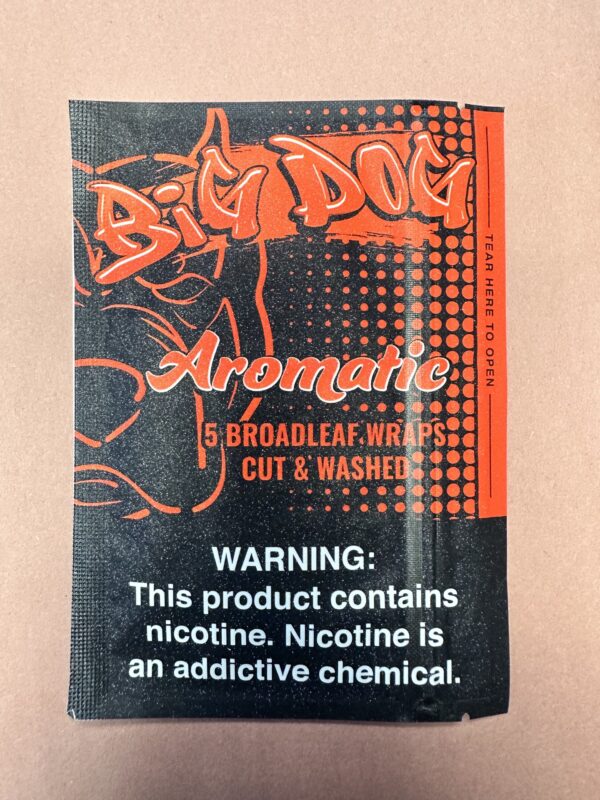 BiG DOG
TEAR HERE TO OPEN
Aromatic
5 BROADLEAF WRAPS
CUT & WASHED
WARNING:
This product contains
nicotine. Nicotine is
an addictive chemical.